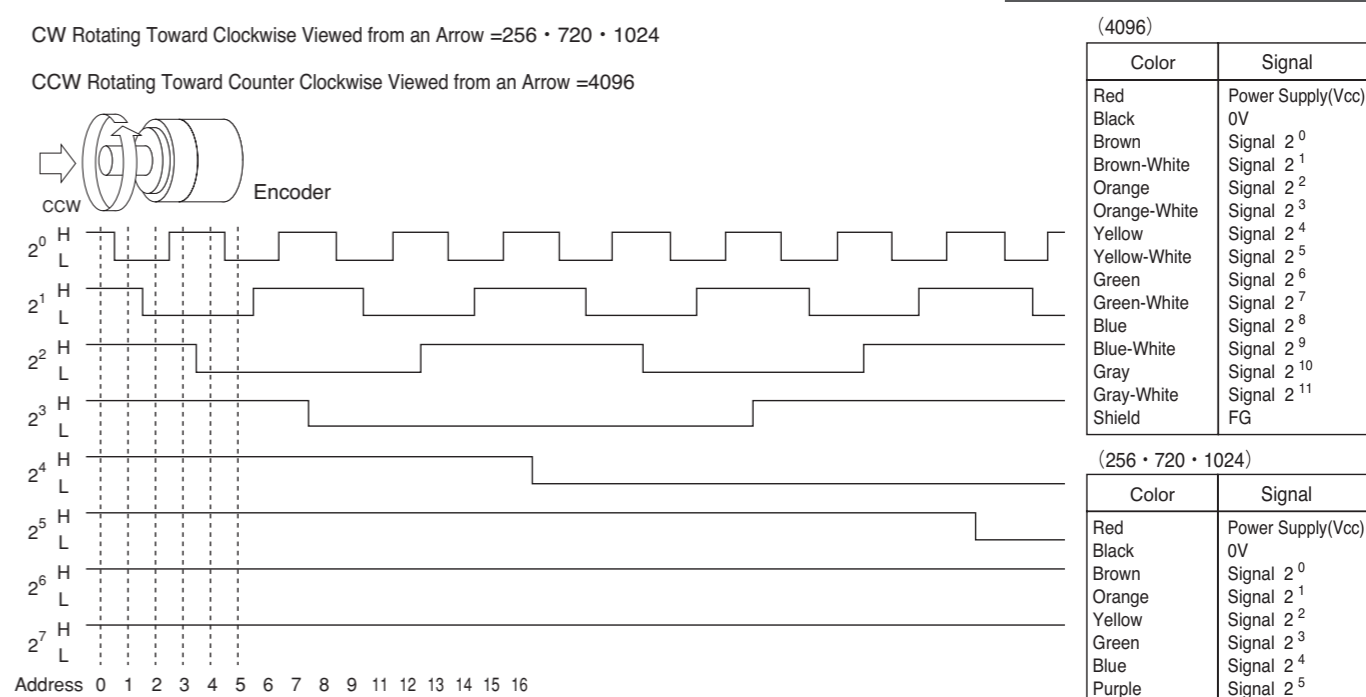 CW Rotating Toward Clockwise Viewed from an Arrow =256・720・1024
CCW Rotating Toward Counter Clockwise Viewed from an Arrow =4096
CCW
Encoder
2⁰ H
L
2¹ H
L
2² H
L
2³ H
L
2⁴ H
L
2⁵ H
L
2⁶ H
L
2⁷ H
L
Address 0 1 2 3 4 5 6 7 8 9 11 12 13 14 15 16
（4096）
Color Signal
Red Power Supply(Vcc)
Black 0V
Brown Signal 2⁰
Brown-White Signal 2¹
Orange Signal 2²
Orange-White Signal 2³
Yellow Signal 2⁴
Yellow-White Signal 2⁵
Green Signal 2⁶
Green-White Signal 2⁷
Blue Signal 2⁸
Blue-White Signal 2⁹
Gray Signal 2¹⁰
Gray-White Signal 2¹¹
Shield FG
（256・720・1024）
Color Signal
Red Power Supply(Vcc)
Black 0V
Brown Signal 2⁰
Orange Signal 2¹
Yellow Signal 2²
Green Signal 2³
Blue Signal 2⁴
Purple Signal 2⁵